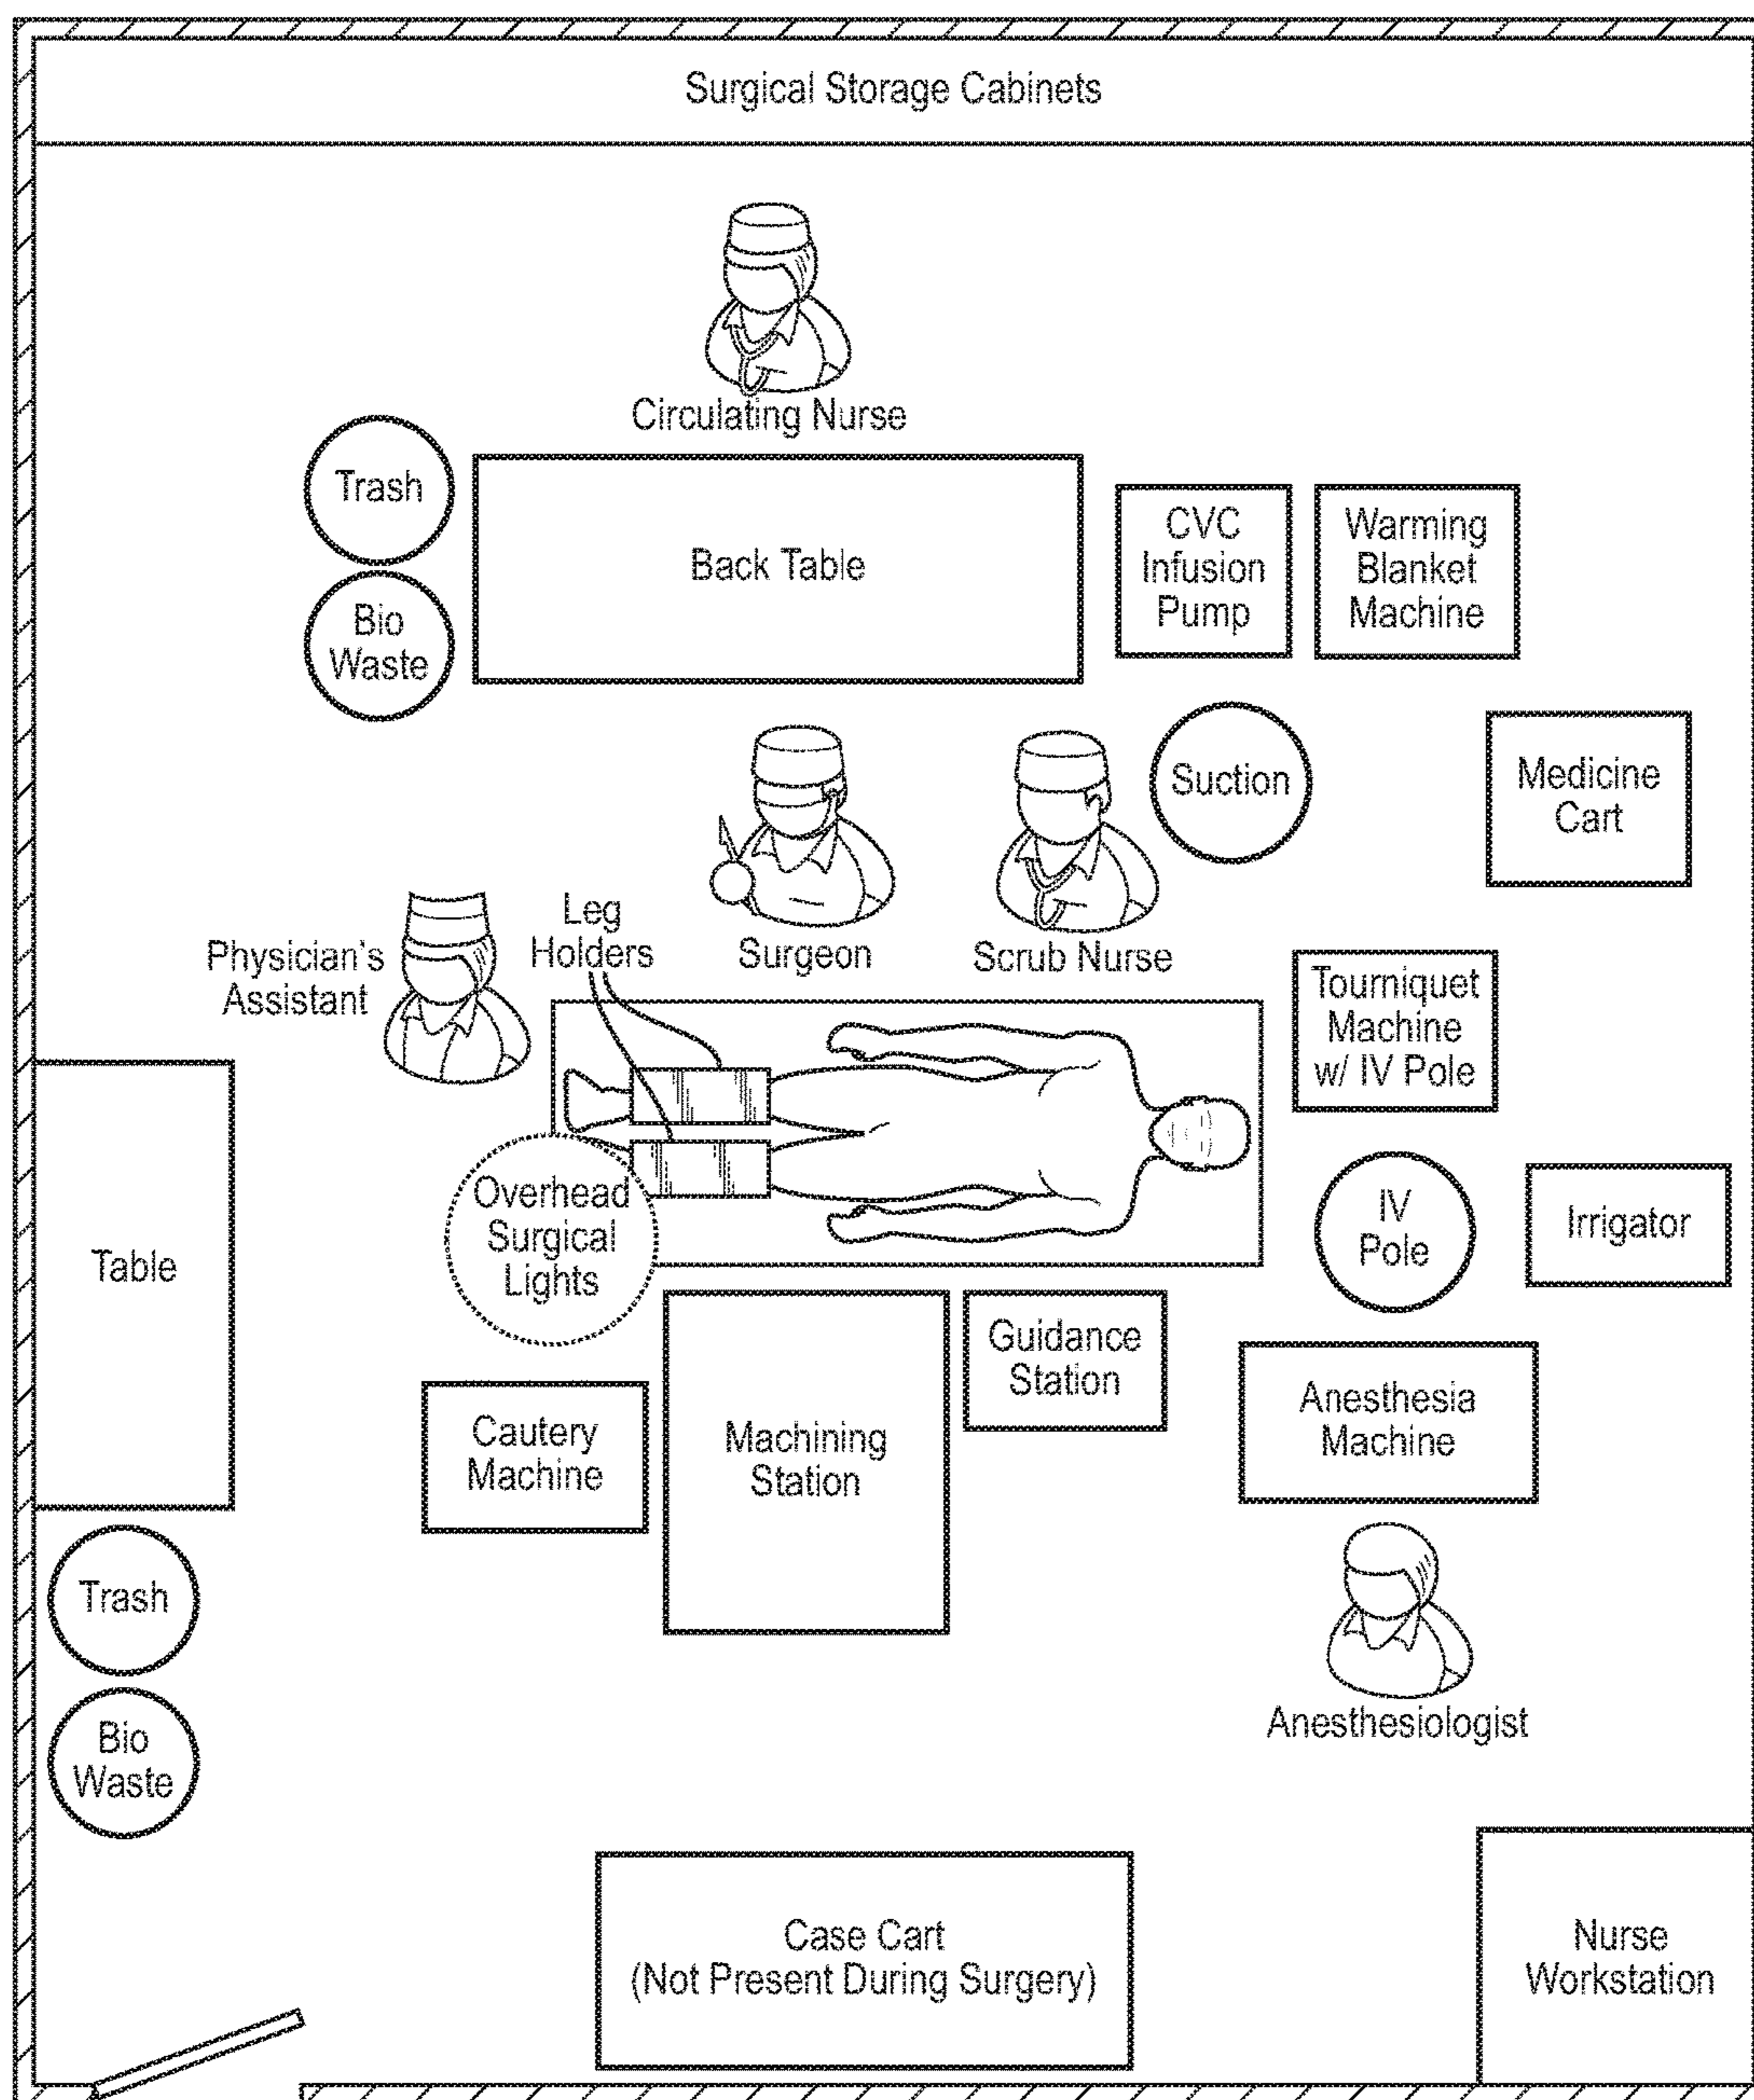 Surgical Storage Cabinets
Circulating Nurse
Trash
Bio
Waste
Back Table
CVC
Infusion
Pump
Warming
Blanket
Machine
Suction
Medicine
Cart
Physician's
Assistant
Leg
Holders
Surgeon
Scrub Nurse
Tourniquet
Machine
w/ IV Pole
Table
Overhead
Surgical
Lights
IV
Pole
Irrigator
Guidance
Station
Cautery
Machine
Machining
Station
Anesthesia
Machine
Trash
Bio
Waste
Anesthesiologist
Case Cart
(Not Present During Surgery)
Nurse
Workstation